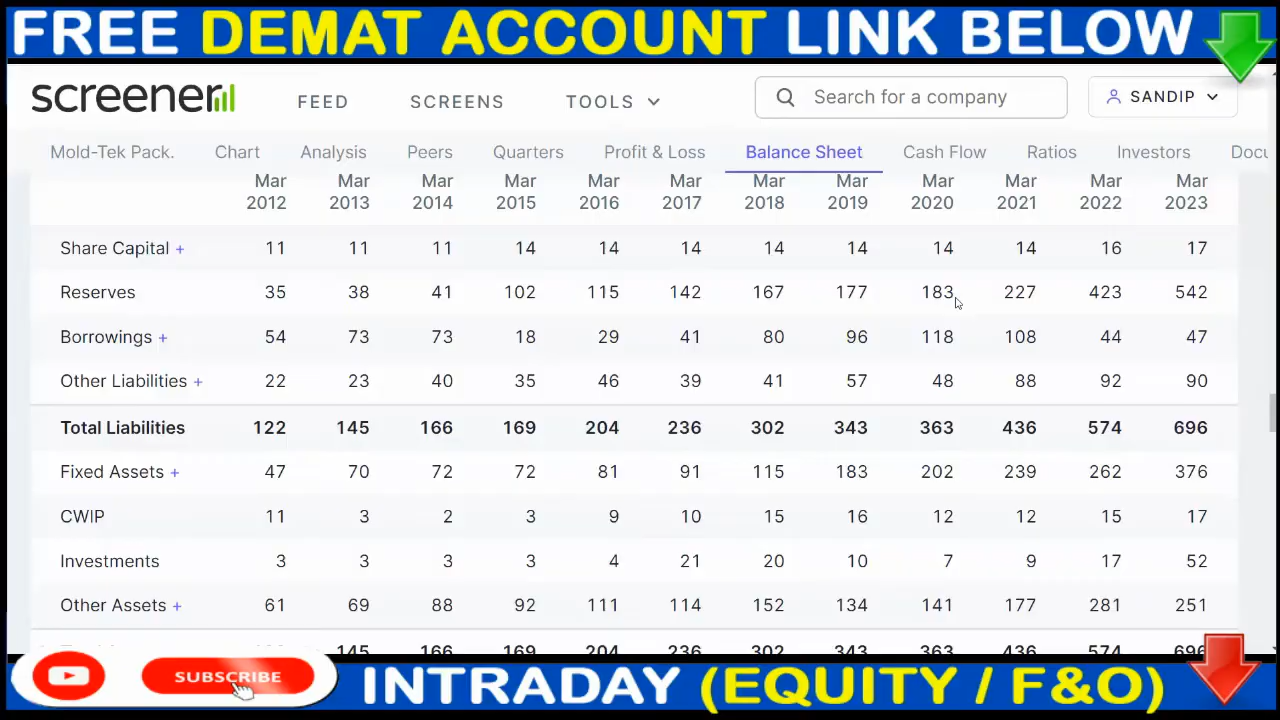 FREE DEMAT ACCOUNT LINK BELOW
screener FEED SCREENS TOOLS Search for a company SANDIP
Mold-Tek Pack. Chart Analysis Peers Quarters Profit & Loss Balance Sheet Cash Flow Ratios Investors Docu
Mar Mar Mar Mar Mar Mar Mar Mar Mar Mar Mar Mar
2012 2013 2014 2015 2016 2017 2018 2019 2020 2021 2022 2023
Share Capital + 11 11 11 14 14 14 14 14 14 14 16 17
Reserves 35 38 41 102 115 142 167 177 183 227 423 542
Borrowings + 54 73 73 18 29 41 80 96 118 108 44 47
Other Liabilities + 22 23 40 35 46 39 41 57 48 88 92 90
Total Liabilities 122 145 166 169 204 236 302 343 363 436 574 696
Fixed Assets + 47 70 72 72 81 91 115 183 202 239 262 376
CWIP 11 3 2 3 9 10 15 16 12 12 15 17
Investments 3 3 3 3 4 21 20 10 7 9 17 52
Other Assets + 61 69 88 92 111 114 152 134 141 177 281 251
145 166 169 204 236 302 343 363 436 574 696
SUBSCRIBE
INTRADAY (EQUITY / F&O)